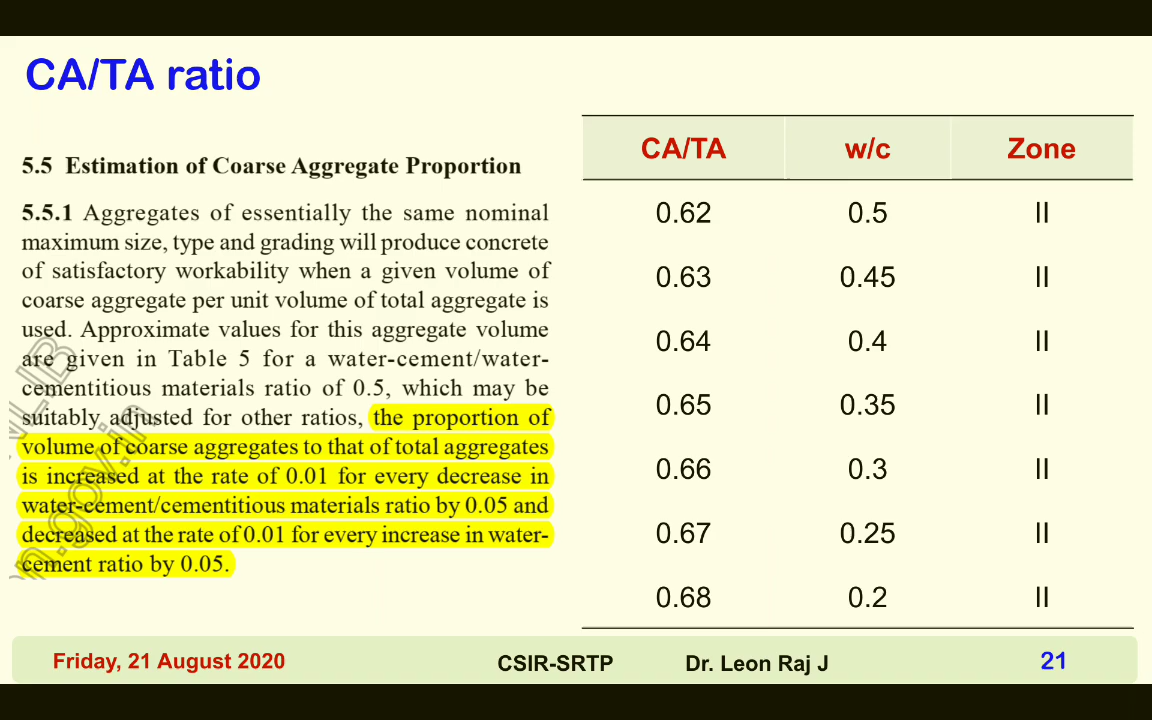 CA/TA ratio
5.5 Estimation of Coarse Aggregate Proportion
5.5.1 Aggregates of essentially the same nominal
maximum size, type and grading will produce concrete
of satisfactory workability when a given volume of
coarse aggregate per unit volume of total aggregate is
used. Approximate values for this aggregate volume
are given in Table 5 for a water-cement/water-
cementitious materials ratio of 0.5, which may be
suitably adjusted for other ratios, the proportion of
volume of coarse aggregates to that of total aggregates
is increased at the rate of 0.01 for every decrease in
water-cement/cementitious materials ratio by 0.05 and
decreased at the rate of 0.01 for every increase in water-
cement ratio by 0.05.
CA/TA w/c Zone
0.62 0.5 II
0.63 0.45 II
0.64 0.4 II
0.65 0.35 II
0.66 0.3 II
0.67 0.25 II
0.68 0.2 II
Friday, 21 August 2020 CSIR-SRTP Dr. Leon Raj J 21